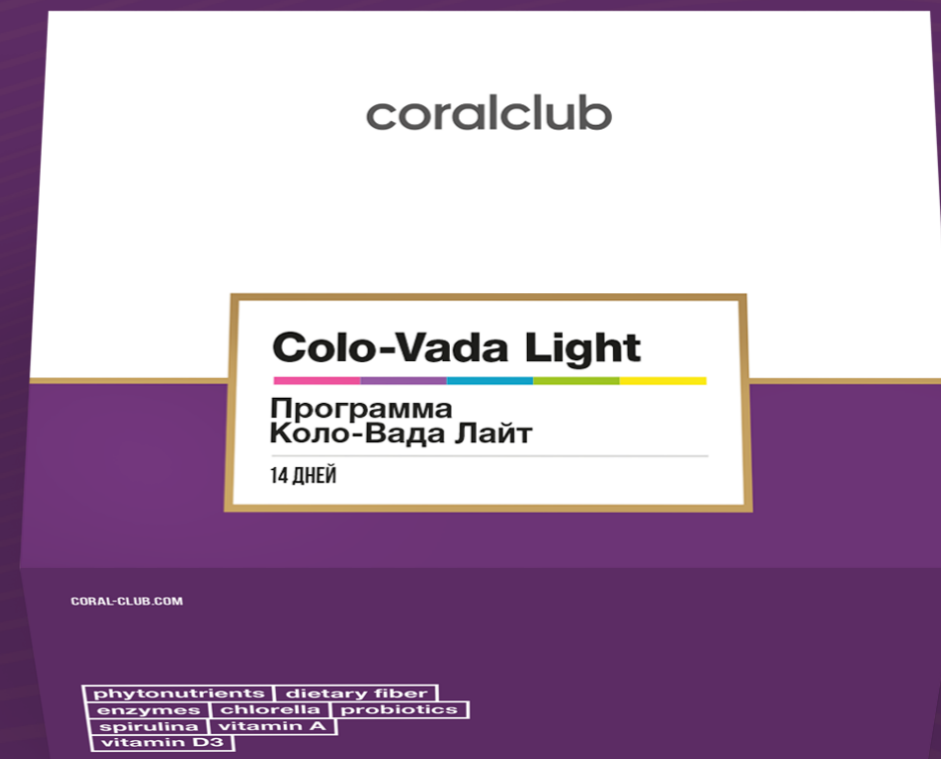 coralclub
Colo-Vada Light
Программа
Коло-Вада Лайт
14 ДНЕЙ
CORAL-CLUB.COM
phytonutrients dietary fiber
enzymes chlorella probiotics
spirulina vitamin A
vitamin D3